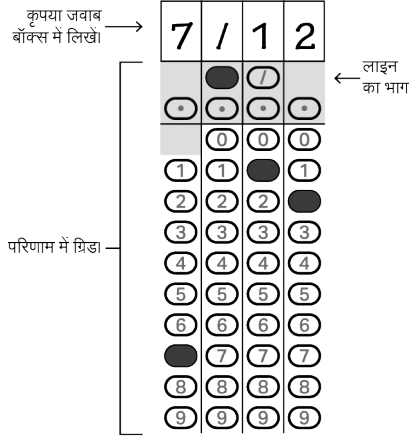 कृपया जवाब
बॉक्स में लिखें।
7 / 1 2
लाइन
का भाग
/
. . . .
0 0 0
1 1 1
2 2 2
3 3 3 3
4 4 4 4
5 5 5 5
6 6 6 6
परिणाम में ग्रिड।
7 7 7
8 8 8 8
9 9 9 9